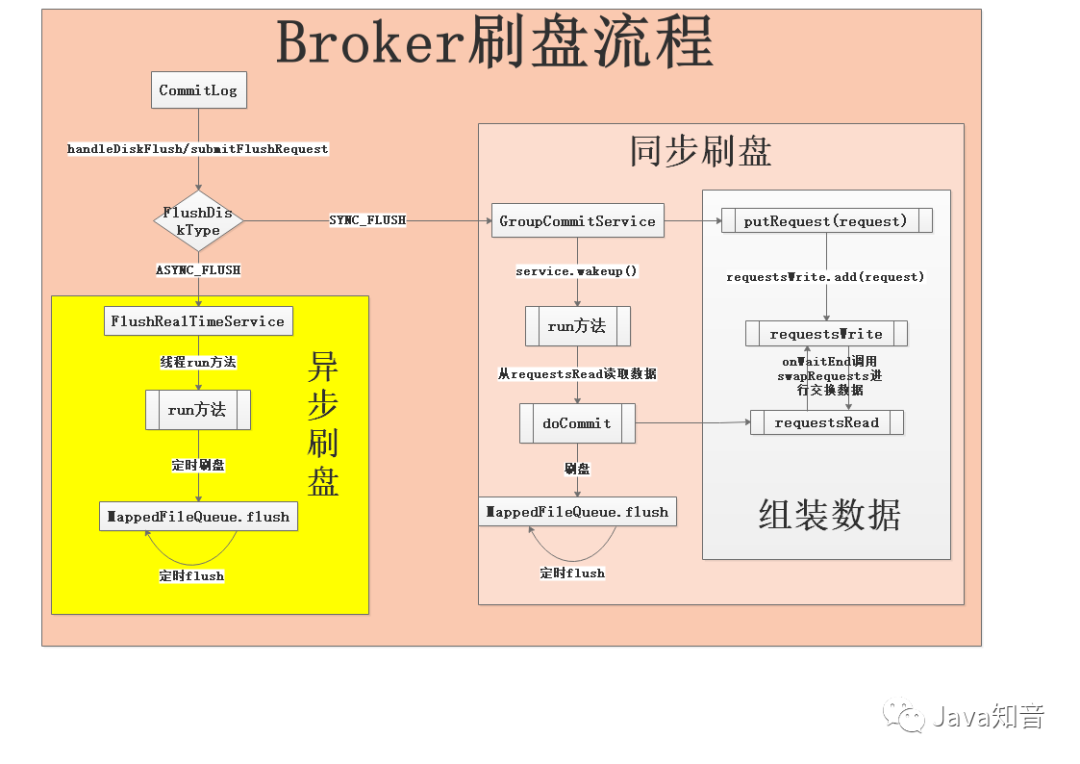 Broker刷盘流程
CommitLog
handleDiskFlush/submitFlushRequest
FlushDis
kType
SYNC_FLUSH
ASYNC_FLUSH
FlushRealTimeService
线程run方法
run方法
定时刷盘
MappedFileQueue.flush
定时flush
异
步
刷
盘
同步刷盘
GroupCommitService
service.wakeup()
run方法
从requestsRead读取数据
doCommit
刷盘
MappedFileQueue.flush
定时flush
putRequest(request)
requestsWrite.add(request)
requestsWrite
onWaitEnd调用
swapRequests进
行交换数据
requestsRead
组装数据
Java知音